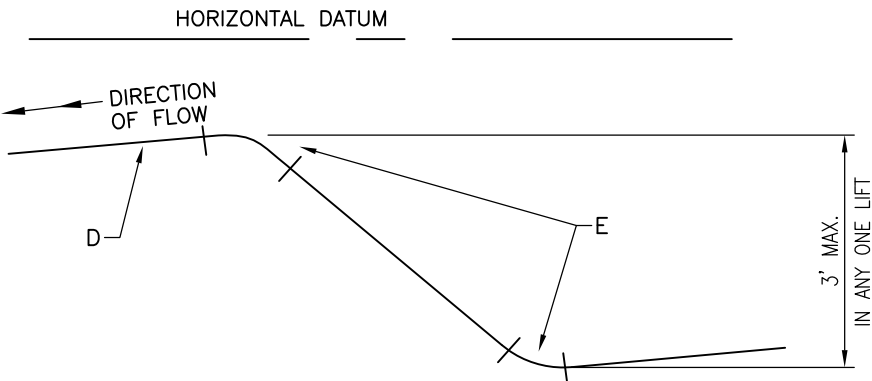 HORIZONTAL DATUM
DIRECTION
OF FLOW
D
E
3' MAX.
IN ANY ONE LIFT